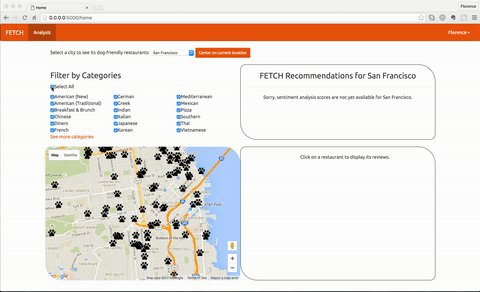 Home
Florence
0.0.0.0:5000/home
FETCH Analysis Florence
Select a city to see its dog-friendly restaurants: San Francisco Center on current location
Filter by Categories
Select All
American (New) German Mediterranean
American (Traditional) Greek Mexican
Breakfast & Brunch Indian Pizza
Chinese Italian Southern
Diners Japanese Thai
French Korean Vietnamese
See more categories
FETCH Recommendations for San Francisco
Sorry, sentiment analysis scores are not yet available for San Francisco.
Map Satellite
AT&T Park
Google
Terms of Use Report a map error
Click on a restaurant to display its reviews.